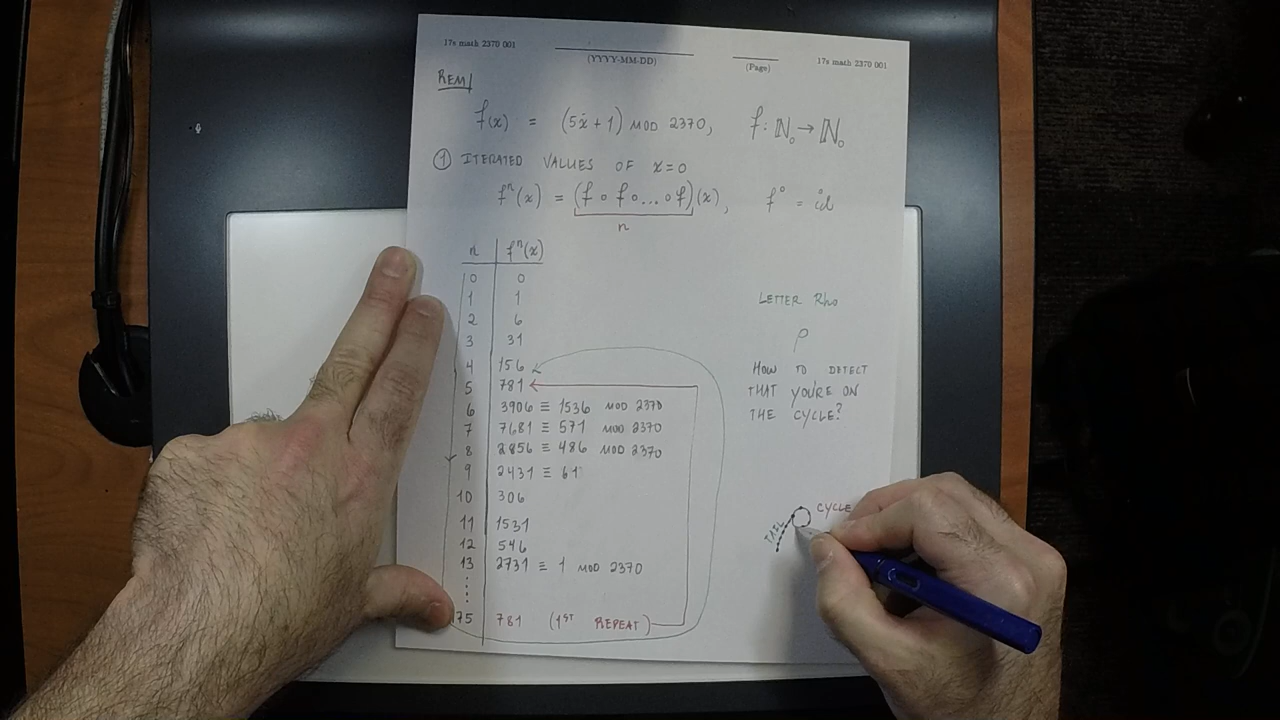 17s math 2370 001
(YYYY-MM-DD)
(Page)
17s math 2370 001
REM/
f(x) = (5x + 1) MOD 2370, f: ℕ₀ → ℕ₀
① ITERATED VALUES OF x=0
fⁿ(x) = (f ∘ f ∘ ... ∘ f)(x), f⁰ = id
n
n fⁿ(x)
0 0
1 1
2 6
3 31
4 156
5 781
6 3906 ≡ 1536 MOD 2370
7 7681 ≡ 571 MOD 2370
8 2856 ≡ 486 MOD 2370
9 2431 ≡ 61
10 306
11 1531
12 546
13 2731 ≡ 1 MOD 2370
⋮
75 781 (1ST REPEAT)
LETTER Rho
ρ
HOW TO DETECT
THAT YOU'RE ON
THE CYCLE?
CYCLE
TAIL